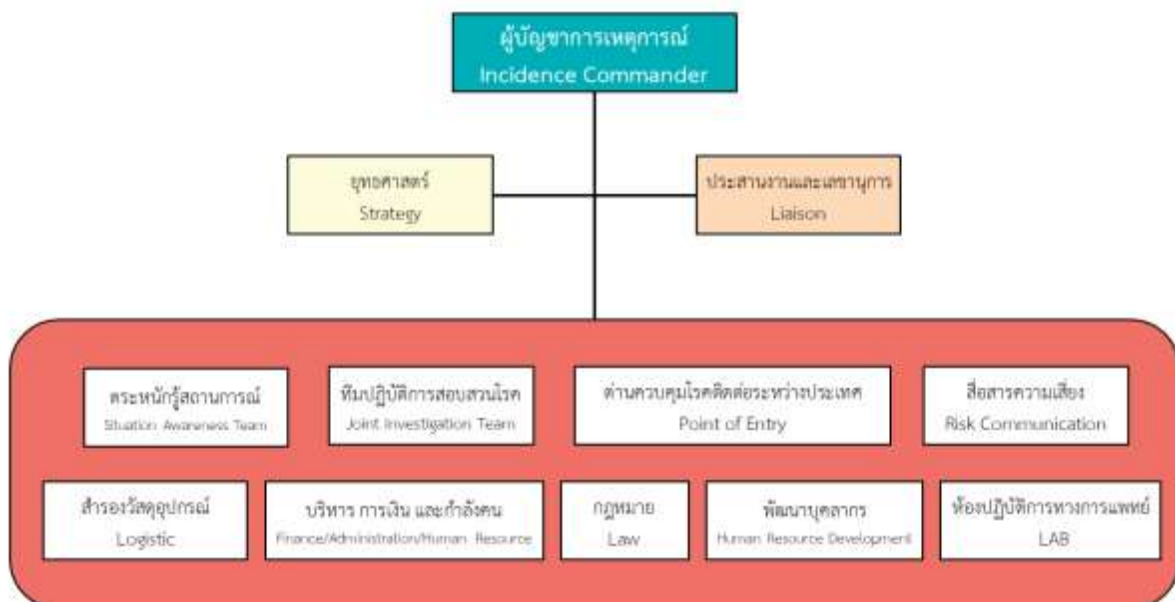 ผู้บัญชาการเหตุการณ์
Incidence Commander
ยุทธศาสตร์
Strategy
ประสานงานและเลขานุการ
Liaison
ตระหนักรู้สถานการณ์
Situation Awareness Team
ทีมปฏิบัติการสอบสวนโรค
Joint Investigation Team
ด่านควบคุมโรคติดต่อระหว่างประเทศ
Point of Entry
สื่อสารความเสี่ยง
Risk Communication
สำรองวัสดุอุปกรณ์
Logistic
บริหาร การเงิน และกำลังคน
Finance/Administration/Human Resource
กฎหมาย
Law
พัฒนาบุคลากร
Human Resource Development
ห้องปฏิบัติการทางการแพทย์
LAB